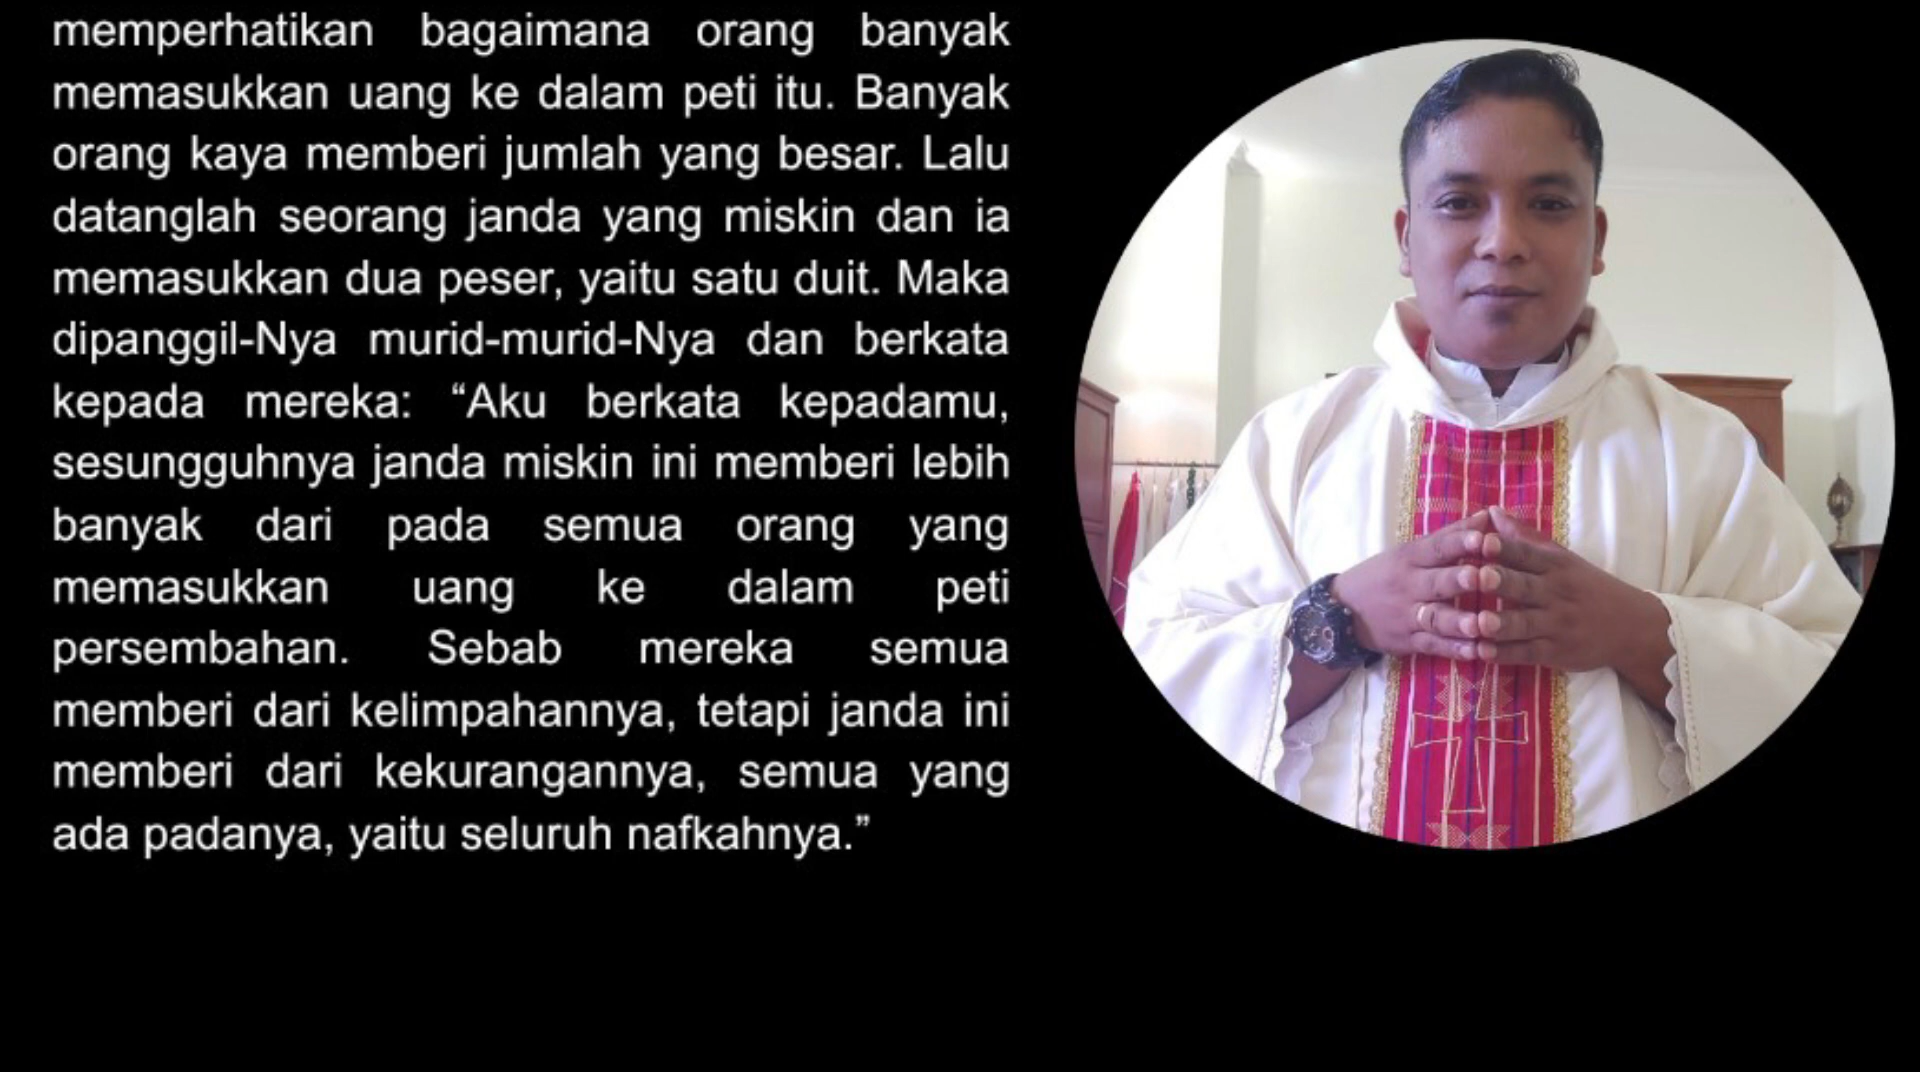 memperhatikan bagaimana orang banyak
memasukkan uang ke dalam peti itu. Banyak
orang kaya memberi jumlah yang besar. Lalu
datanglah seorang janda yang miskin dan ia
memasukkan dua peser, yaitu satu duit. Maka
dipanggil-Nya murid-murid-Nya dan berkata
kepada mereka: “Aku berkata kepadamu,
sesungguhnya janda miskin ini memberi lebih
banyak dari pada semua orang yang
memasukkan uang ke dalam peti
persembahan. Sebab mereka semua
memberi dari kelimpahannya, tetapi janda ini
memberi dari kekurangannya, semua yang
ada padanya, yaitu seluruh nafkahnya.”